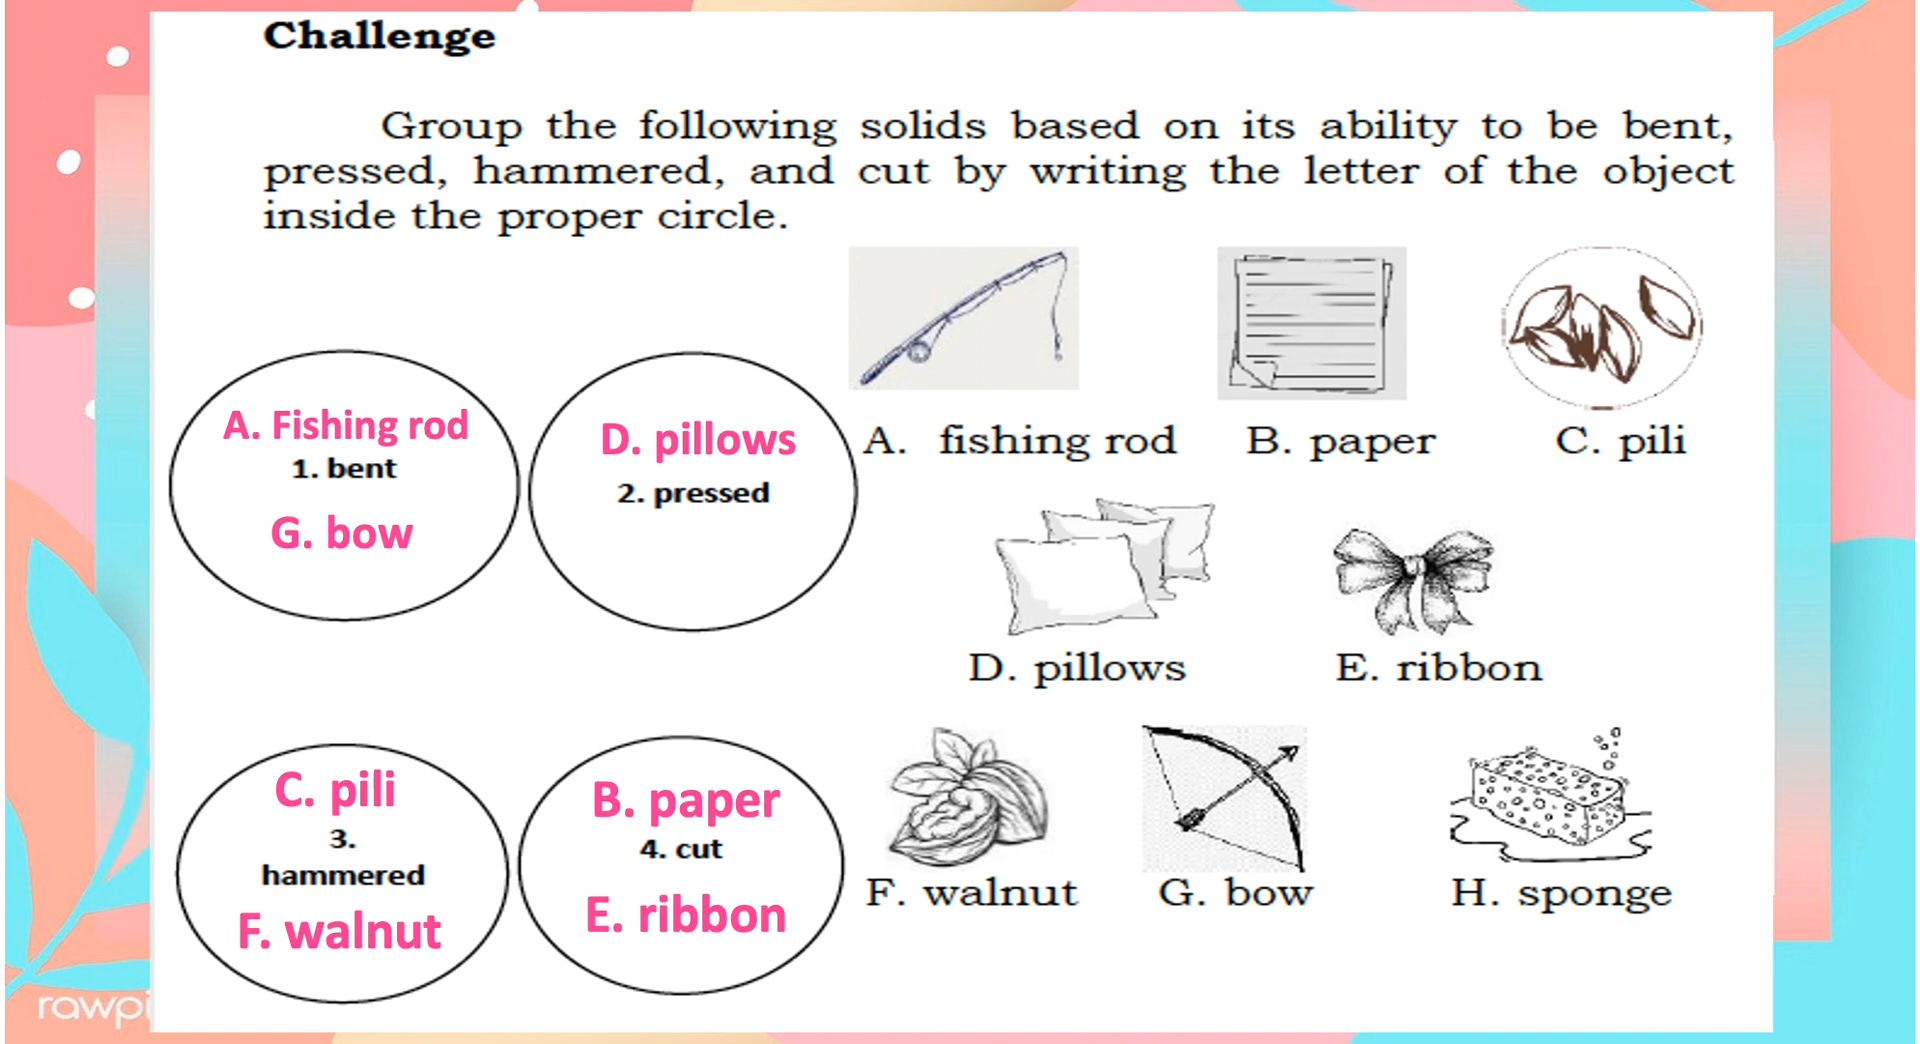 Challenge
Group the following solids based on its ability to be bent,
pressed, hammered, and cut by writing the letter of the object
inside the proper circle.
A. Fishing rod
1. bent
G. bow
D. pillows
2. pressed
A. fishing rod
B. paper
C. pili
D. pillows
E. ribbon
C. pili
3.
hammered
F. walnut
B. paper
4. cut
E. ribbon
F. walnut
G. bow
H. sponge
rawpi